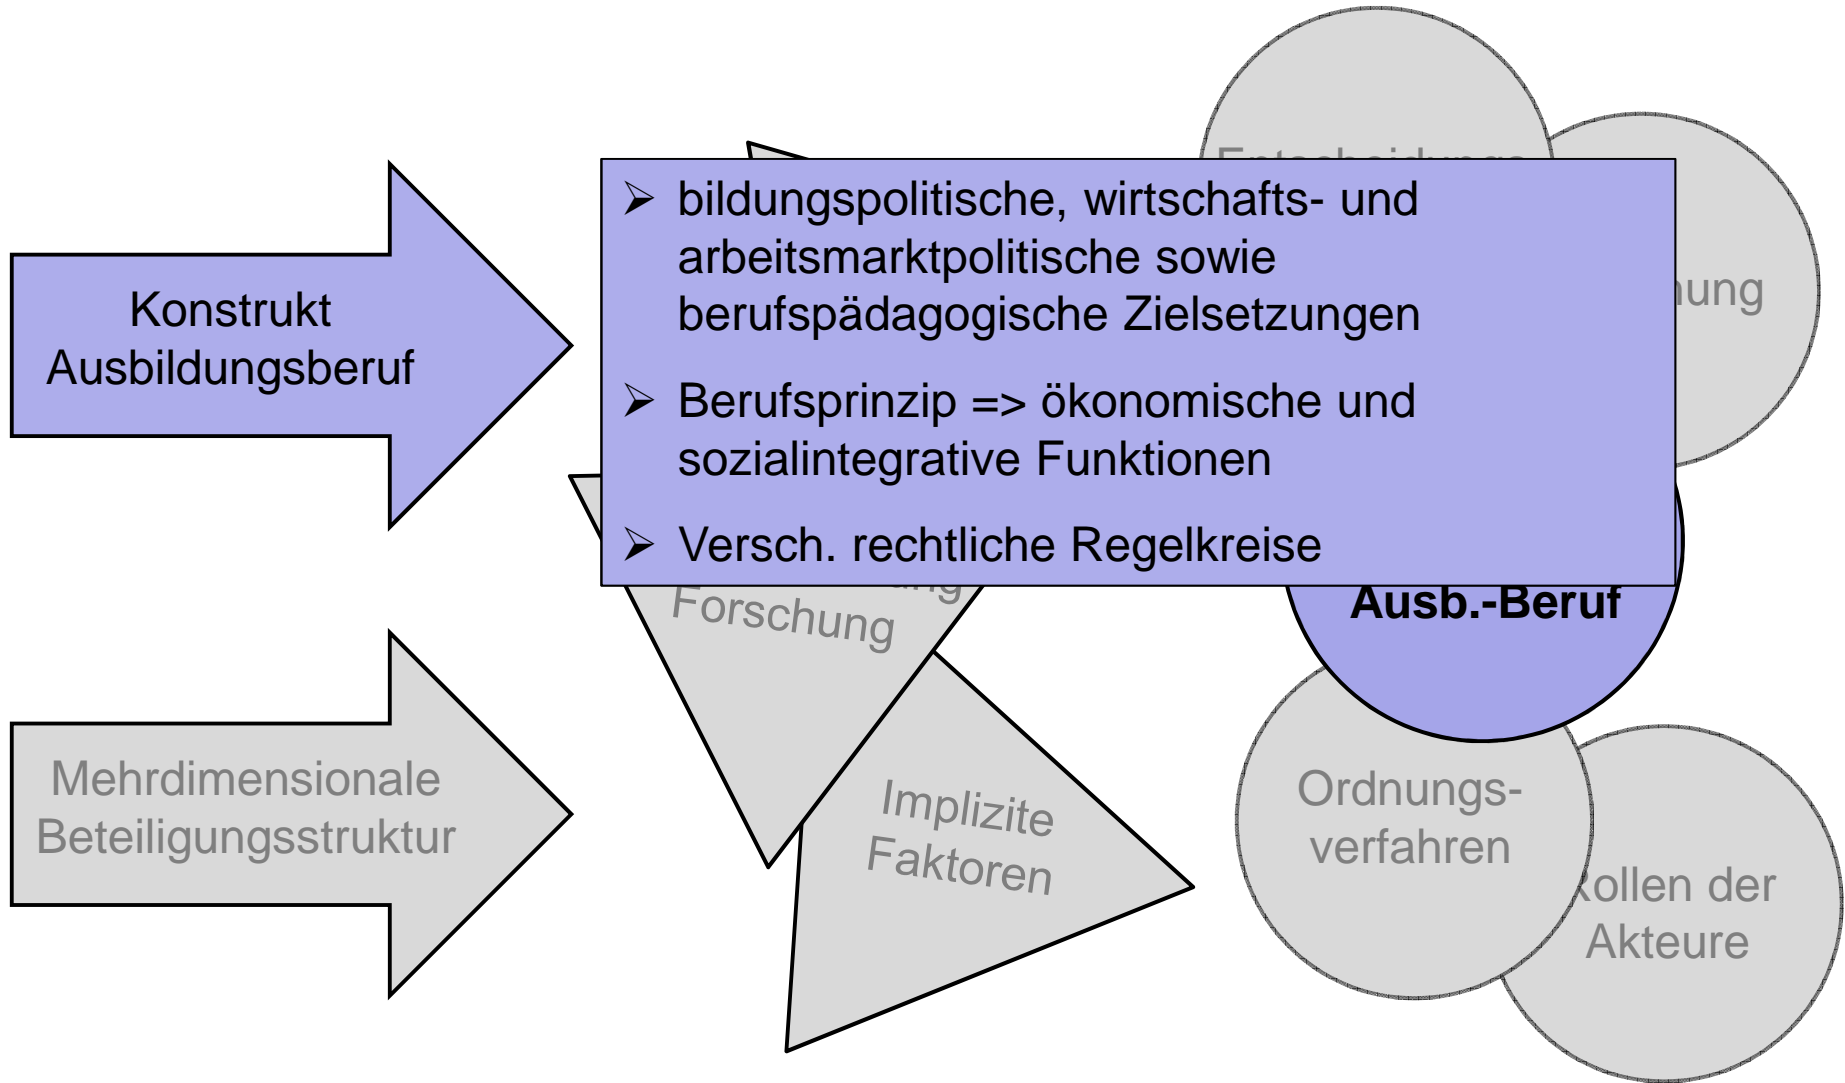 Konstrukt
Ausbildungsberuf
➢ bildungspolitische, wirtschafts- und
arbeitsmarktpolitische sowie
berufspädagogische Zielsetzungen
➢ Berufsprinzip => ökonomische und
sozialintegrative Funktionen
➢ Versch. rechtliche Regelkreise
Forschung
Ausb.-Beruf
Mehrdimensionale
Beteiligungsstruktur
Implizite
Faktoren
Ordnungs-
verfahren
der
Akteure